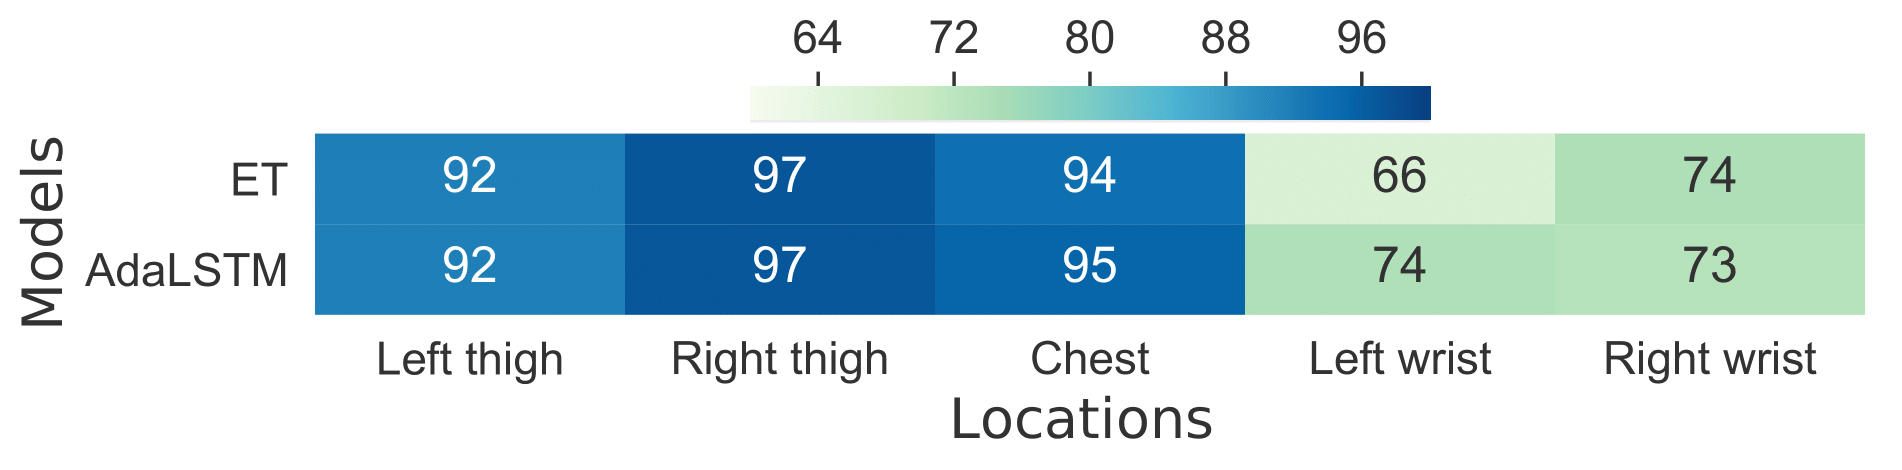 64 72 80 88 96
Models
ET 92 97 94 66 74
AdaLSTM 92 97 95 74 73
Left thigh Right thigh Chest Left wrist Right wrist
Locations